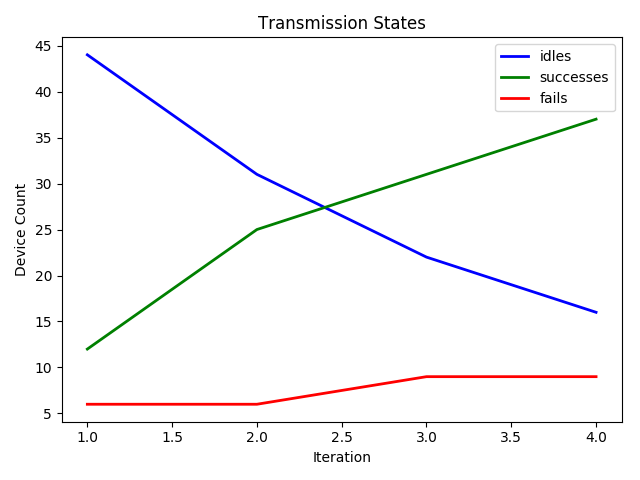 Transmission States
idles
successes
fails
Device Count
45
40
35
30
25
20
15
10
5
1.0 1.5 2.0 2.5 3.0 3.5 4.0
Iteration